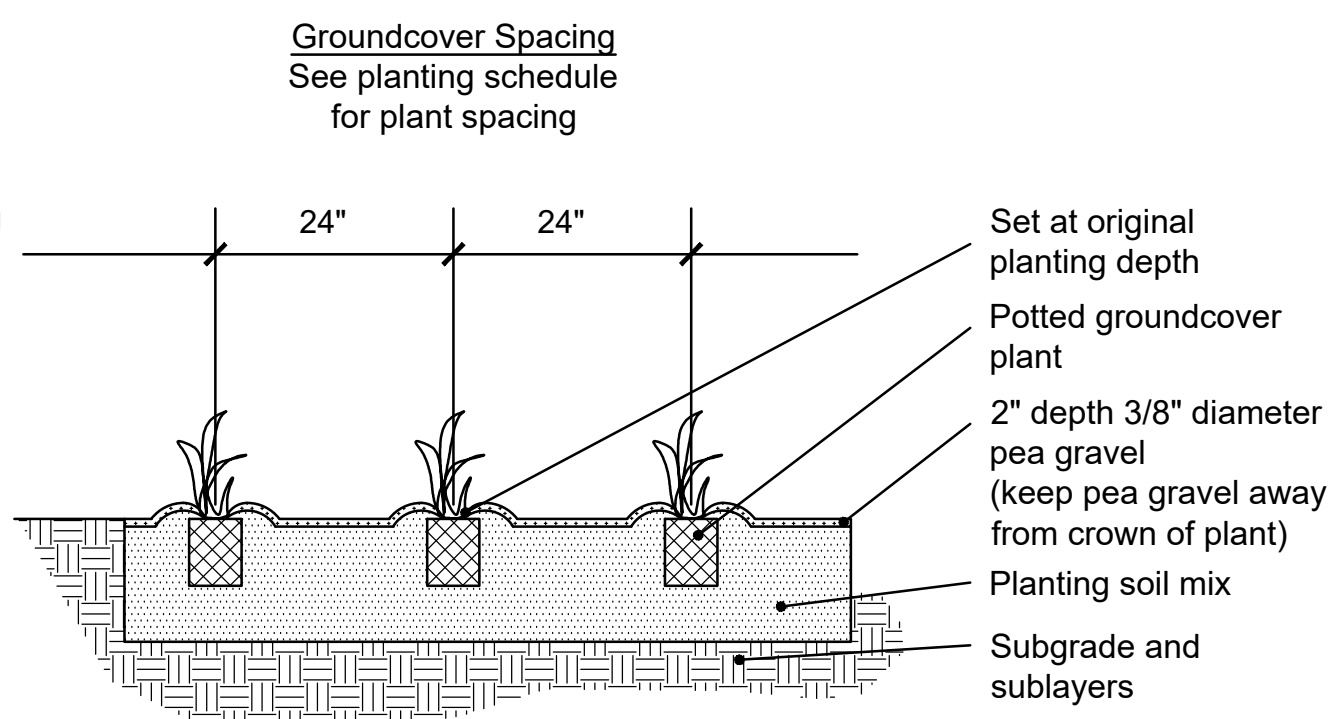 Groundcover Spacing
See planting schedule
for plant spacing
24"
24"
Set at original
planting depth
Potted groundcover
plant
2" depth 3/8" diameter
pea gravel
(keep pea gravel away
from crown of plant)
Planting soil mix
Subgrade and
sublayers